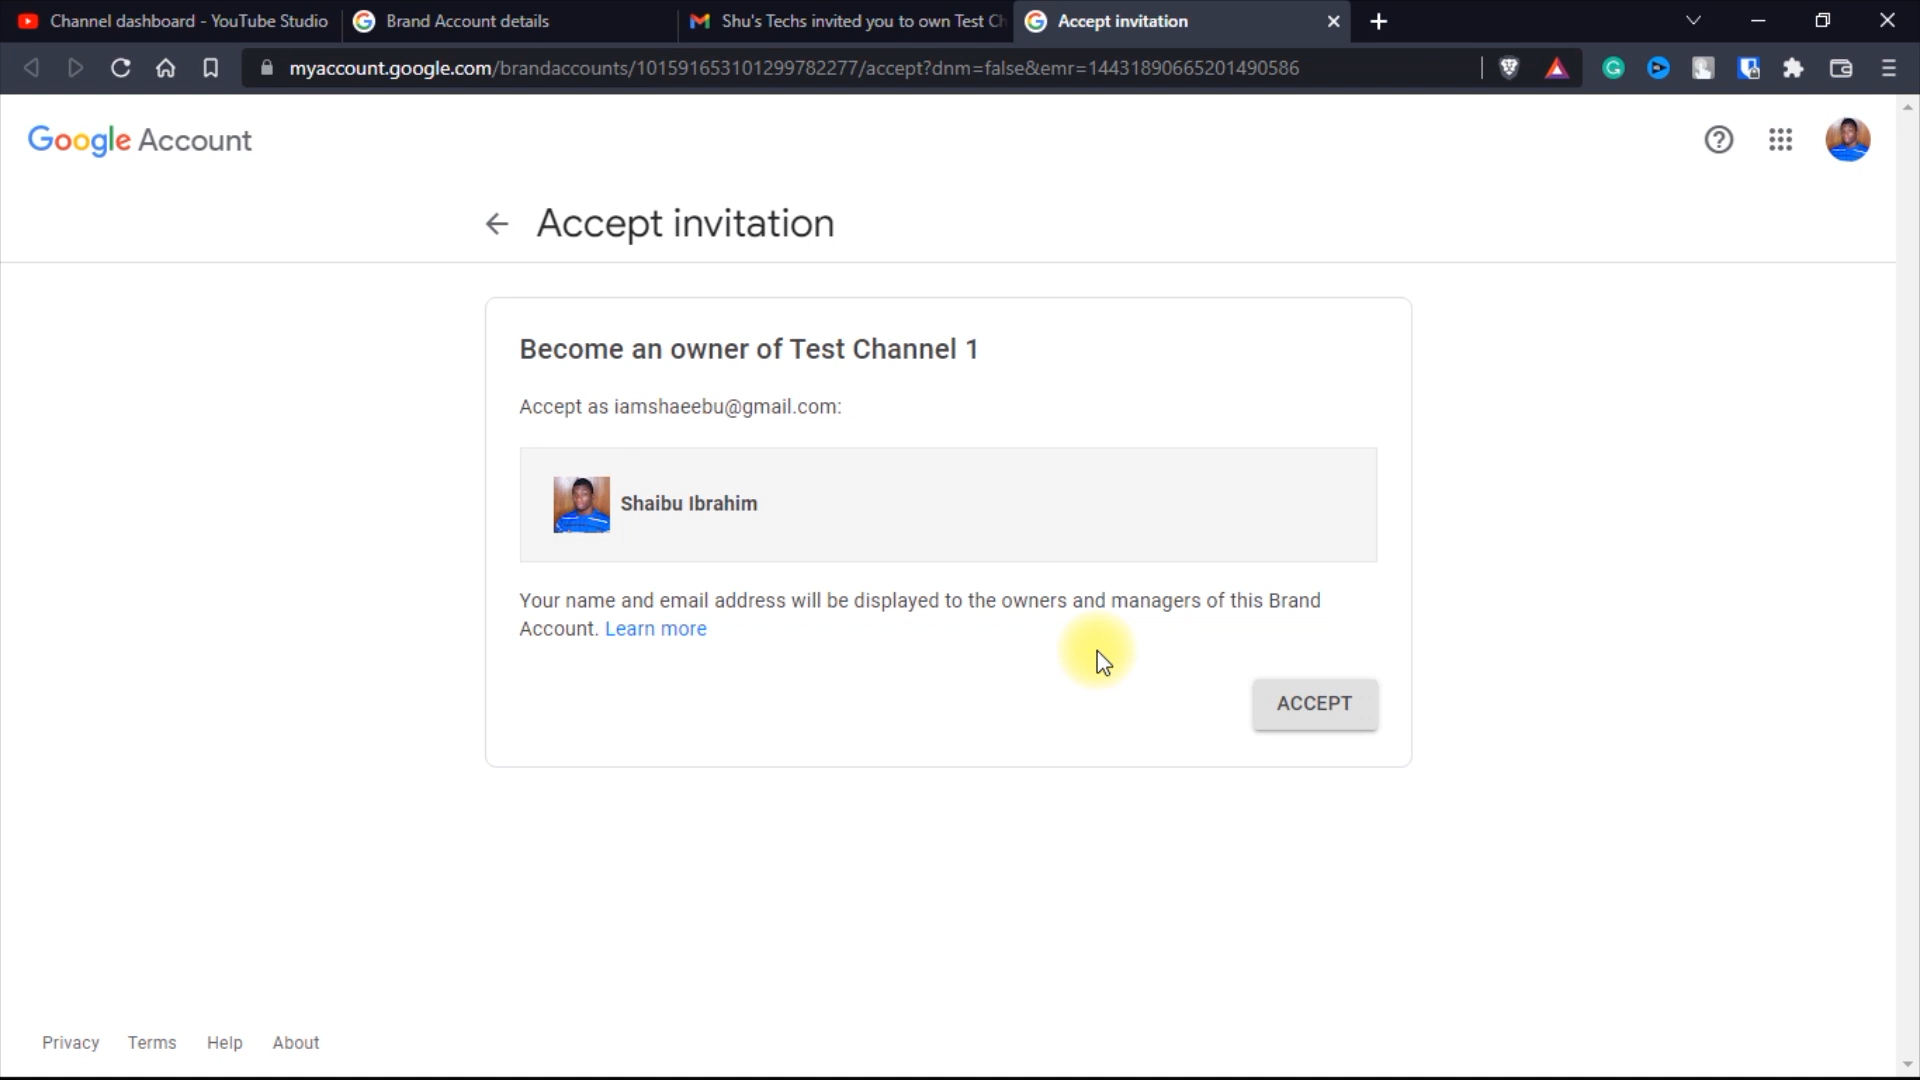 Channel dashboard - YouTube Studio
Brand Account details
Shu's Techs invited you to own Test Ch
Accept invitation
myaccount.google.com/brandaccounts/101591653101299782277/accept?dnm=false&emr=14431890665201490586
Google Account
Accept invitation
Become an owner of Test Channel 1
Accept as iamshaeebu@gmail.com:
Shaibu Ibrahim
Your name and email address will be displayed to the owners and managers of this Brand
Account. Learn more
ACCEPT
Privacy Terms Help About